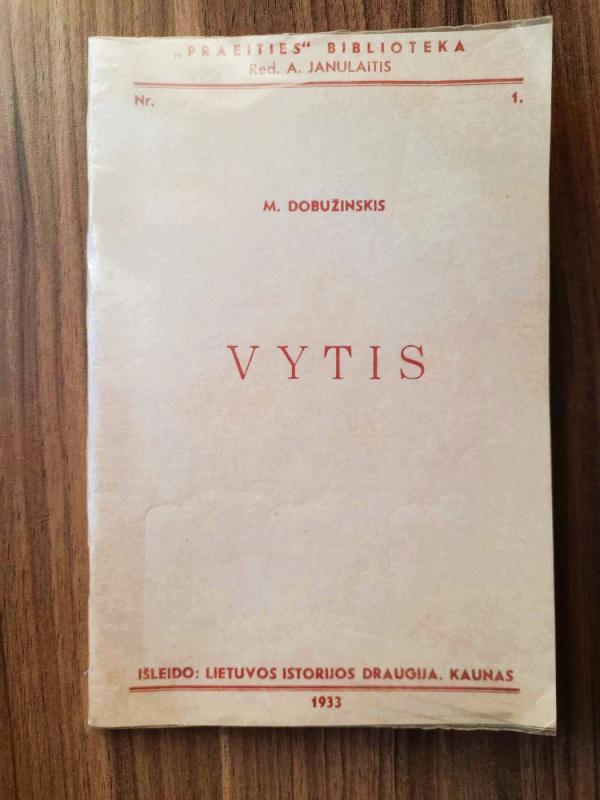 „PRAEITIES“ BIBLIOTEKA
Red. A. JANULAITIS
Nr. 1.
M. DOBUŽINSKIS
VYTIS
IŠLEIDO: LIETUVOS ISTORIJOS DRAUGIJA. KAUNAS
1933